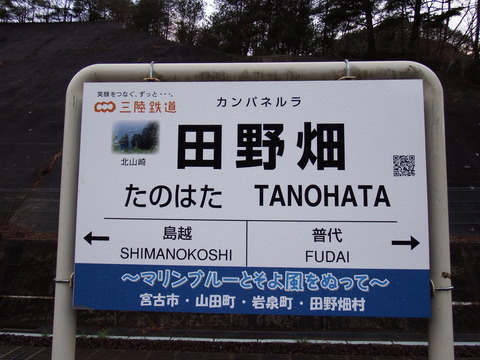 笑顔をつなぐ、ずっと・・・。
三陸鉄道
カンパネルラ
北山崎
田野畑
たのはた TANOHATA
島越 普代
SHIMANOKOSHI FUDAI
～マリンブルーとそよ風をぬって～
宮古市・山田町・岩泉町・田野畑村